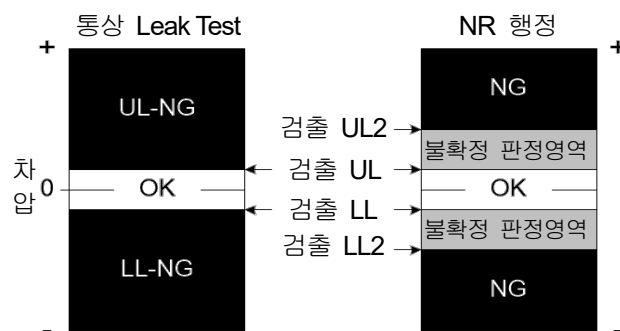 통상 Leak Test
NR 행정
+
+
UL-NG
NG
검출 UL2
불확정 판정영역
검출 UL
차압
0
OK
OK
검출 LL
불확정 판정영역
검출 LL2
LL-NG
NG
-
-